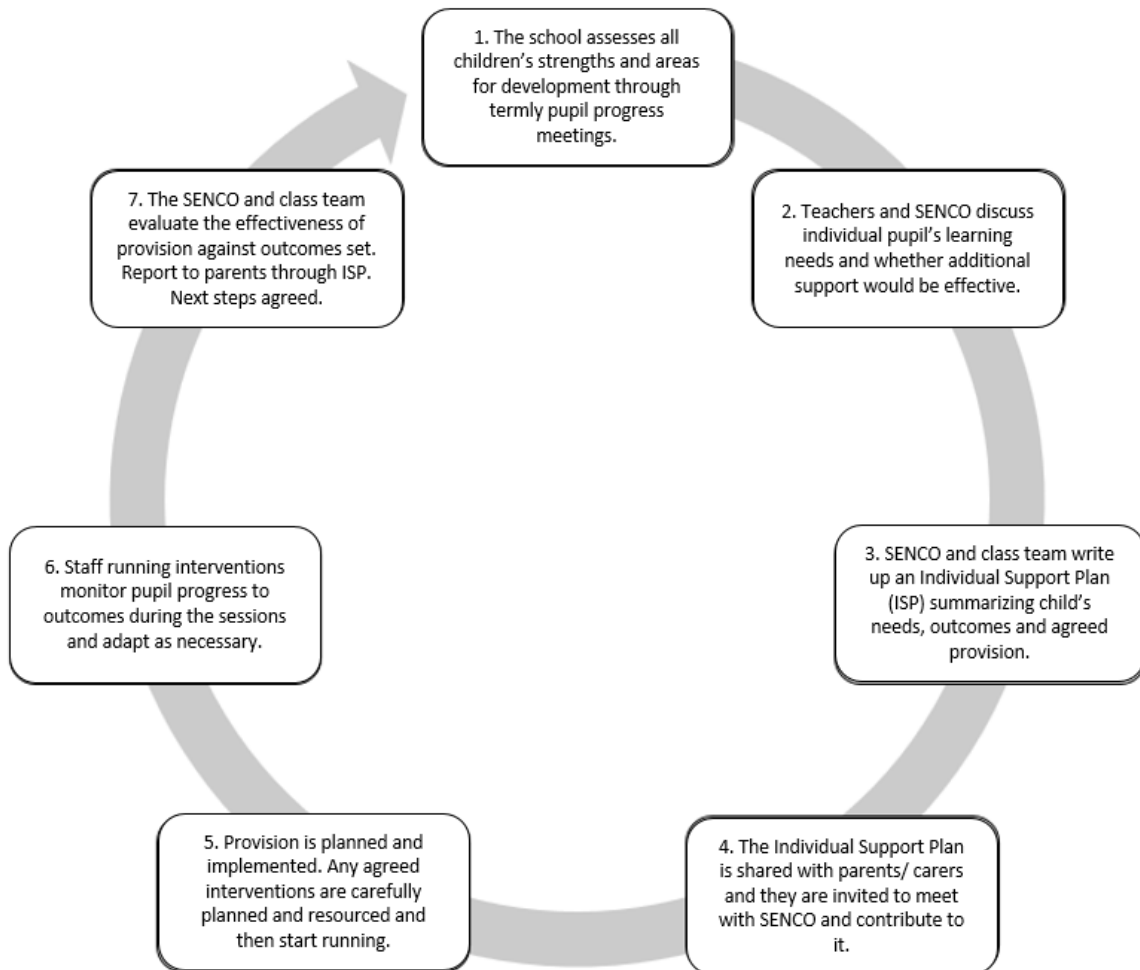 1. The school assesses all
children’s strengths and areas
for development through
termly pupil progress
meetings.
2. Teachers and SENCO discuss
individual pupil’s learning
needs and whether additional
support would be effective.
3. SENCO and class team write
up an Individual Support Plan
(ISP) summarizing child’s
needs, outcomes and agreed
provision.
4. The Individual Support Plan
is shared with parents/ carers
and they are invited to meet
with SENCO and contribute to
it.
5. Provision is planned and
implemented. Any agreed
interventions are carefully
planned and resourced and
then start running.
6. Staff running interventions
monitor pupil progress to
outcomes during the sessions
and adapt as necessary.
7. The SENCO and class team
evaluate the effectiveness of
provision against outcomes set.
Report to parents through ISP.
Next steps agreed.